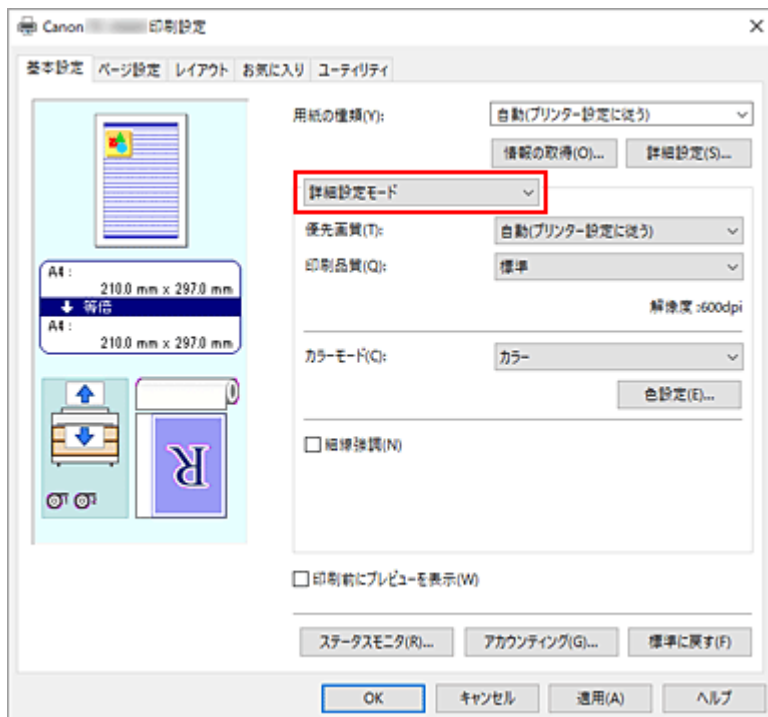 Canon 印刷設定
基本設定 ページ設定 レイアウト お気に入り ユーティリティ
用紙の種類(Y): 自動(プリンター設定に従う)
情報の取得(O)... 詳細設定(S)...
詳細設定モード
優先画質(T): 自動(プリンター設定に従う)
印刷品質(Q): 標準
解像度 :600dpi
カラーモード(C): カラー
色設定(E)...
細線強調(N)
A4 :
210.0 mm x 297.0 mm
等倍
A4 :
210.0 mm x 297.0 mm
R
印刷前にプレビューを表示(W)
ステータスモニタ(R)... アカウンティング(G)... 標準に戻す(F)
OK キャンセル 適用(A) ヘルプ